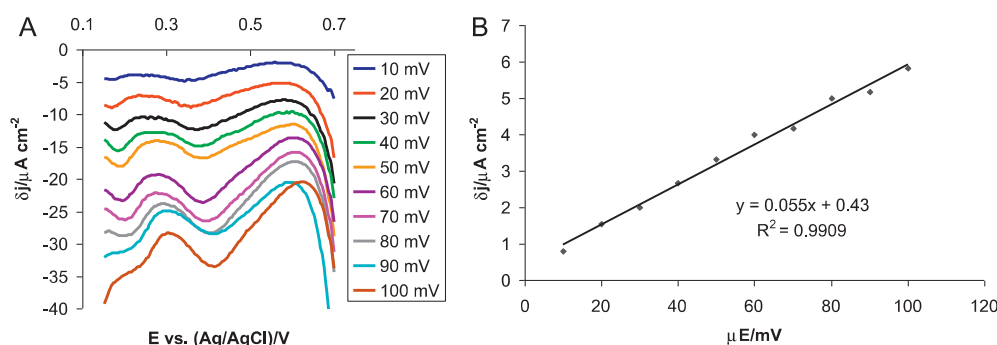 A
0.1 0.3 0.5 0.7
0
-5
-10
-15
-20
-25
-30
-35
-40
δj/μA cm-2
E vs. (Ag/AgCl)/V
10 mV
20 mV
30 mV
40 mV
50 mV
60 mV
70 mV
80 mV
90 mV
100 mV
B
7
6
5
4
3
2
1
0
δj/μA cm-2
y = 0.055x + 0.43
R2 = 0.9909
0 20 40 60 80 100 120
μE/mV